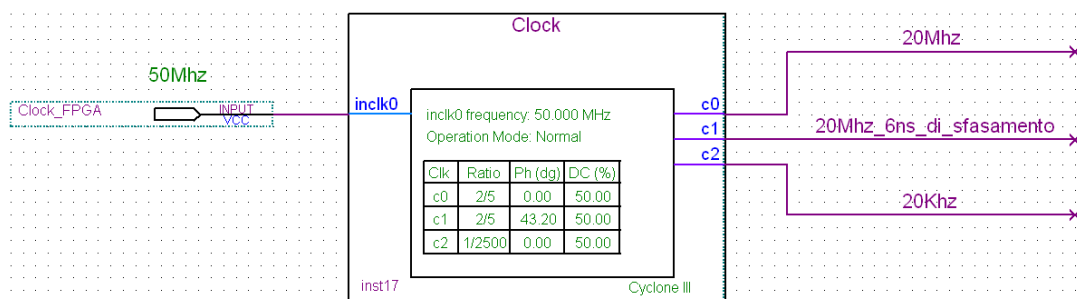 Clock
20Mhz
50Mhz
Clock_FPGA
INPUT
VCC
inclk0
c0
inclk0 frequency: 50.000 MHz
c1
20Mhz_6ns_di_sfasamento
Operation Mode: Normal
c2
Clk Ratio Ph (dg) DC (%)
c0 2/5 0.00 50.00
20Khz
c1 2/5 43.20 50.00
c2 1/2500 0.00 50.00
inst17
Cyclone III